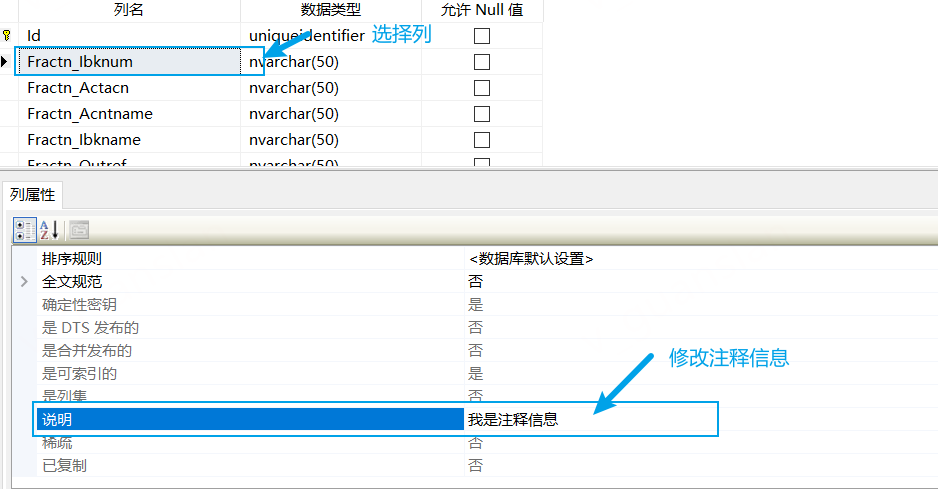 列名 数据类型 允许 Null 值
Id uniqueidentifier 选择列
Fractn_Ibknum nvarchar(50)
Fractn_Actacn nvarchar(50)
Fractn_Acntname nvarchar(50)
Fractn_Ibkname nvarchar(50)
Fractn_Outref nvarchar(50)
列属性
排序规则 <数据库默认设置>
全文规范 否
确定性密钥 是
是 DTS 发布的 否
是合并发布的 否
是可索引的 是
修改注释信息
是列集 否
说明 我是注释信息
稀疏 否
已复制 否